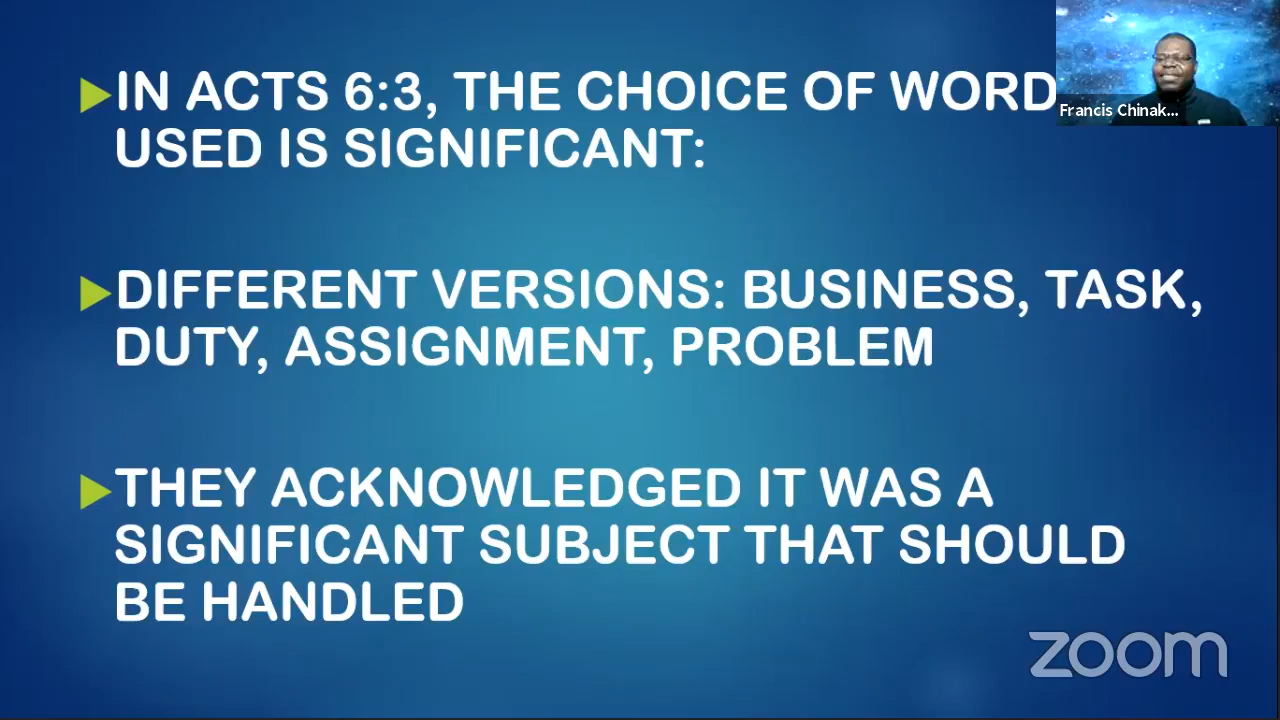 IN ACTS 6:3, THE CHOICE OF WORD
USED IS SIGNIFICANT:
DIFFERENT VERSIONS: BUSINESS, TASK,
DUTY, ASSIGNMENT, PROBLEM
THEY ACKNOWLEDGED IT WAS A
SIGNIFICANT SUBJECT THAT SHOULD
BE HANDLED
Francis Chinak...
zoom